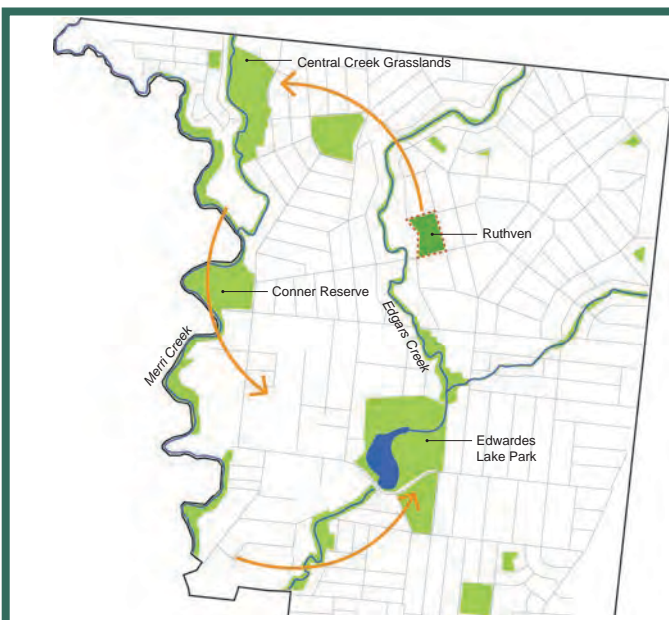 Central Creek Grasslands
Ruthven
Conner Reserve
Merri Creek
Edgars Creek
Edwardes
Lake Park